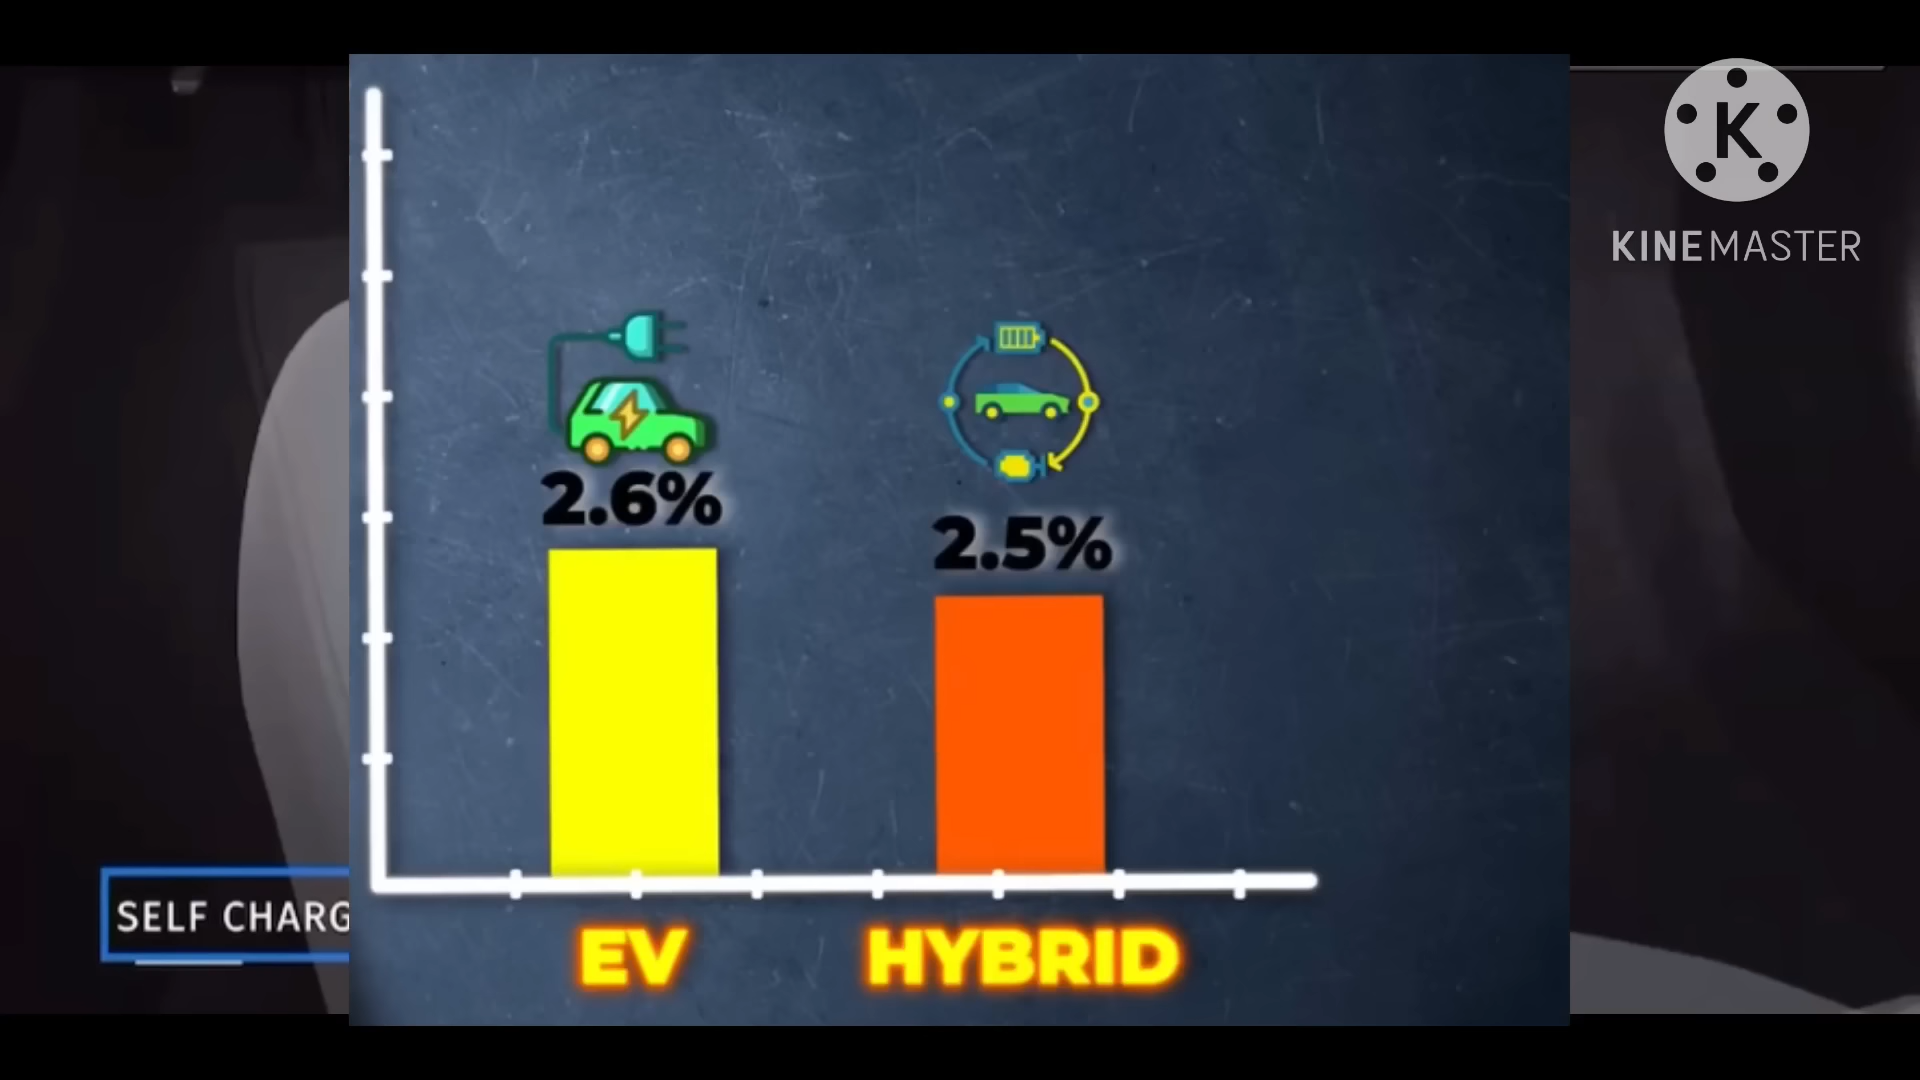 K
KINEMASTER
2.6%
2.5%
SELF CHARG
EV
HYBRID